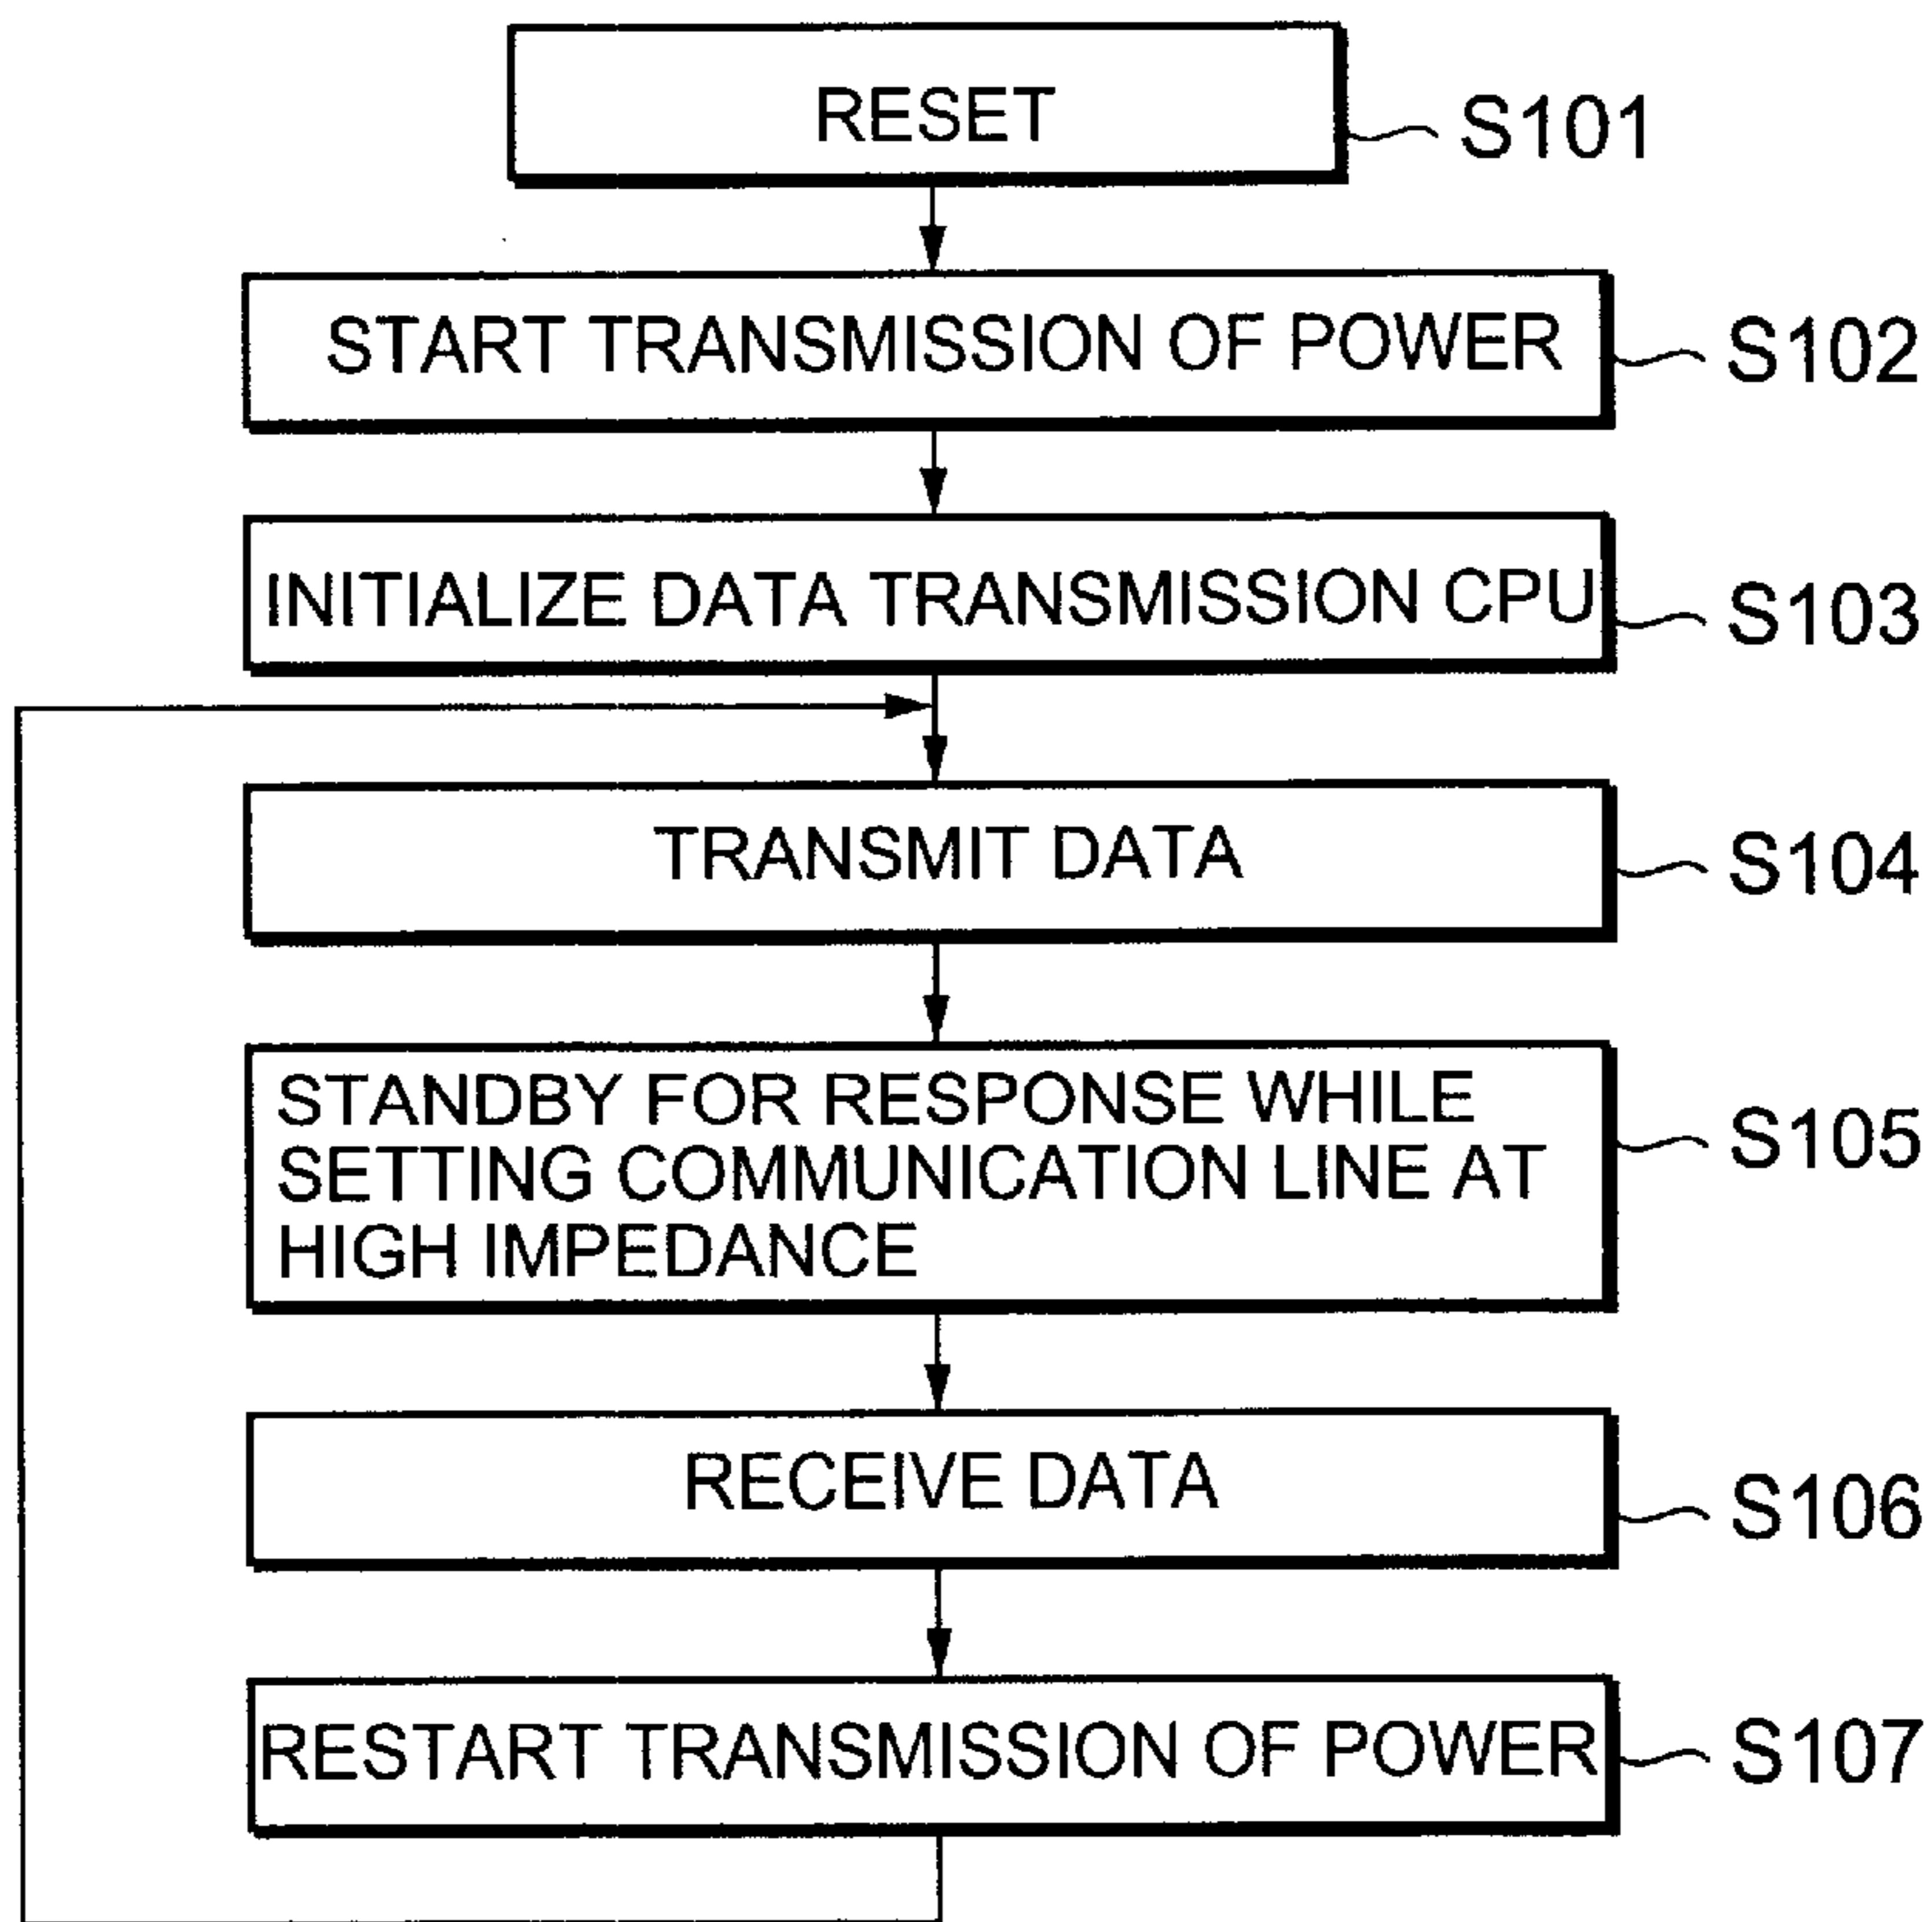 RESET
S101
START TRANSMISSION OF POWER
S102
INITIALIZE DATA TRANSMISSION CPU
S103
TRANSMIT DATA
S104
STANDBY FOR RESPONSE WHILE
SETTING COMMUNICATION LINE AT
HIGH IMPEDANCE
S105
RECEIVE DATA
S106
RESTART TRANSMISSION OF POWER
S107